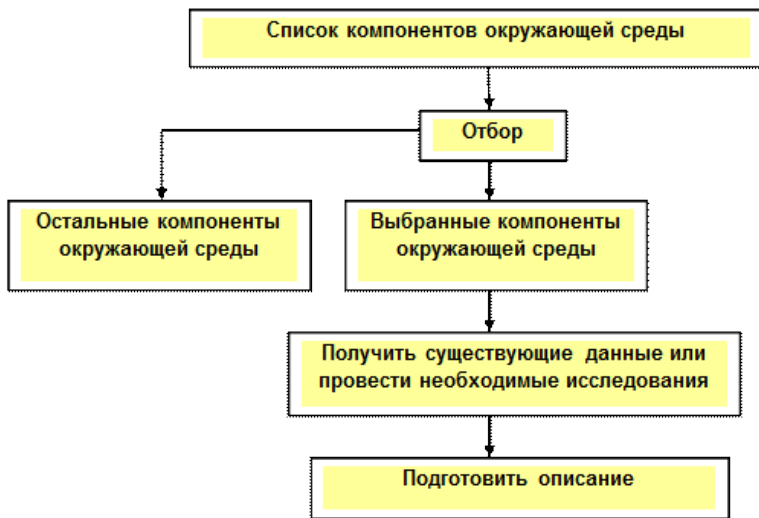 Список компонентов окружающей среды
Отбор
Остальные компоненты
окружающей среды
Выбранные компоненты
окружающей среды
Получить существующие данные или
провести необходимые исследования
Подготовить описание